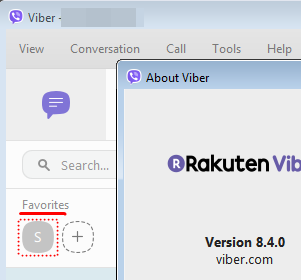 Viber -
View Conversation Call Tools Help
About Viber
Search...
Rakuten Vib
Favorites
S +
Version 8.4.0
viber.com